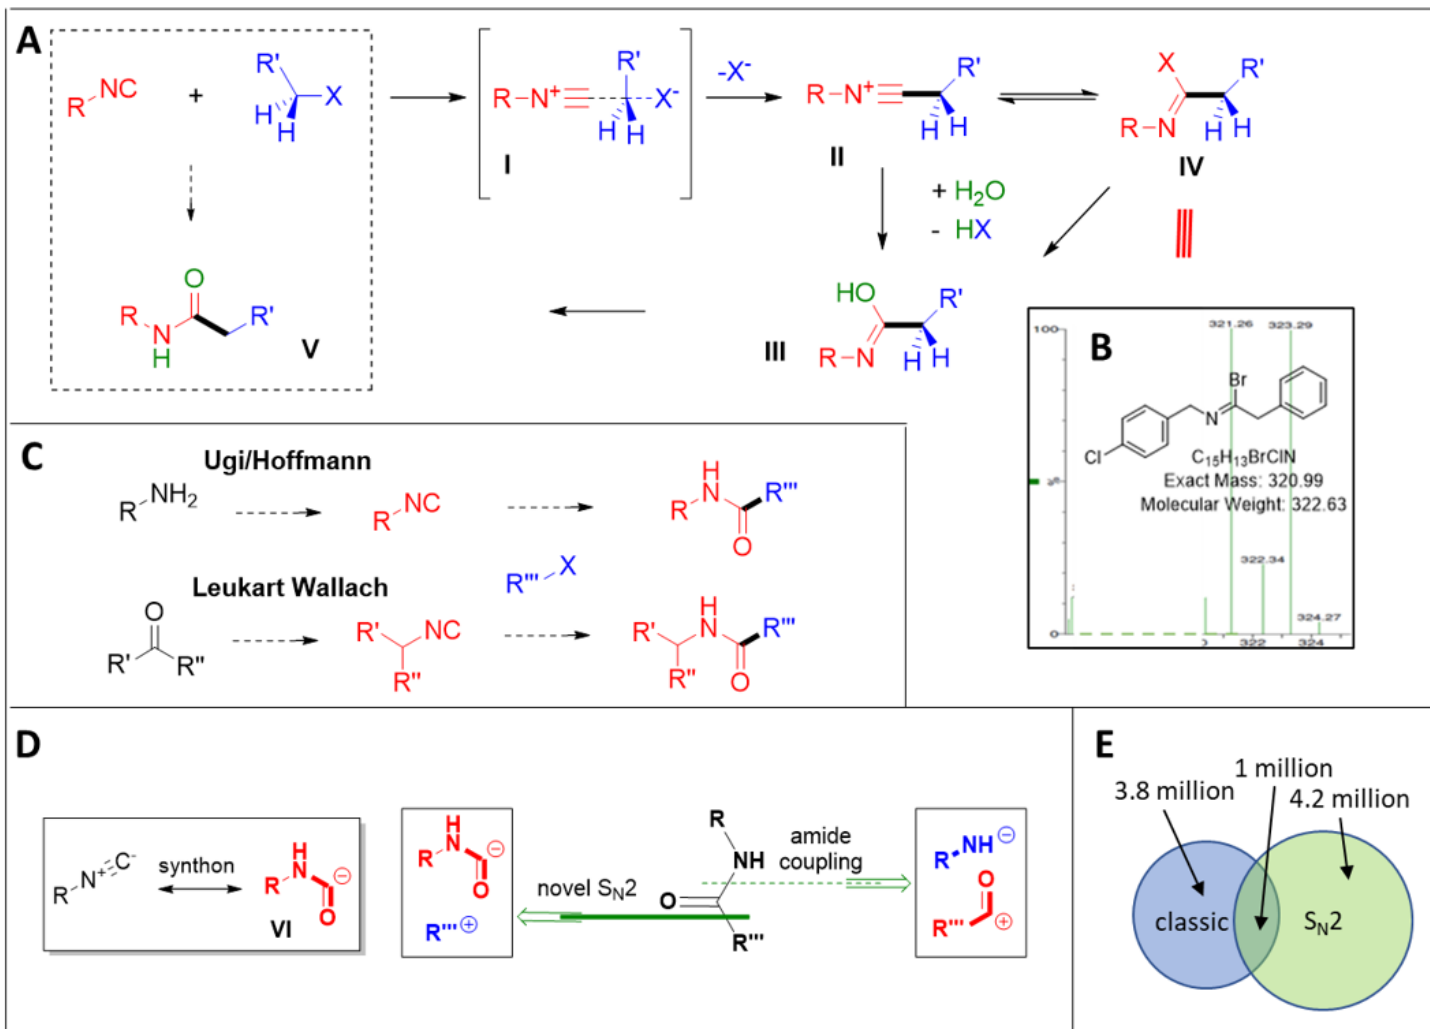 A
R-NC + R' X H H
R-N⁺≡C R' X⁻ H H
I
-X⁻
R-N⁺≡ R' H H
II
X R' R-N H H
IV
+ H₂O
- HX
HO R' R-N H H
III
O R N H R'
V
B
100
321.26 323.29
Br
N
Cl
C₁₅H₁₃BrClN
Exact Mass: 320.99
Molecular Weight: 322.63
322.34
324.27
0
322 324
C
Ugi/Hoffmann
R-NH₂
R-NC
H N R O R'''
R'''-X
Leukart Wallach
O R' R''
R' NC R''
H R' N R''' R'' O
D
R-N⁺≡C⁻
synthon
H R-N O ⊖
VI
H R-N O ⊖
R''' ⊕
novel Sₙ2
R
NH
O
R'''
amide
coupling
R-NH ⊖
O R''' ⊕
E
3.8 million
1 million
4.2 million
classic
Sₙ2